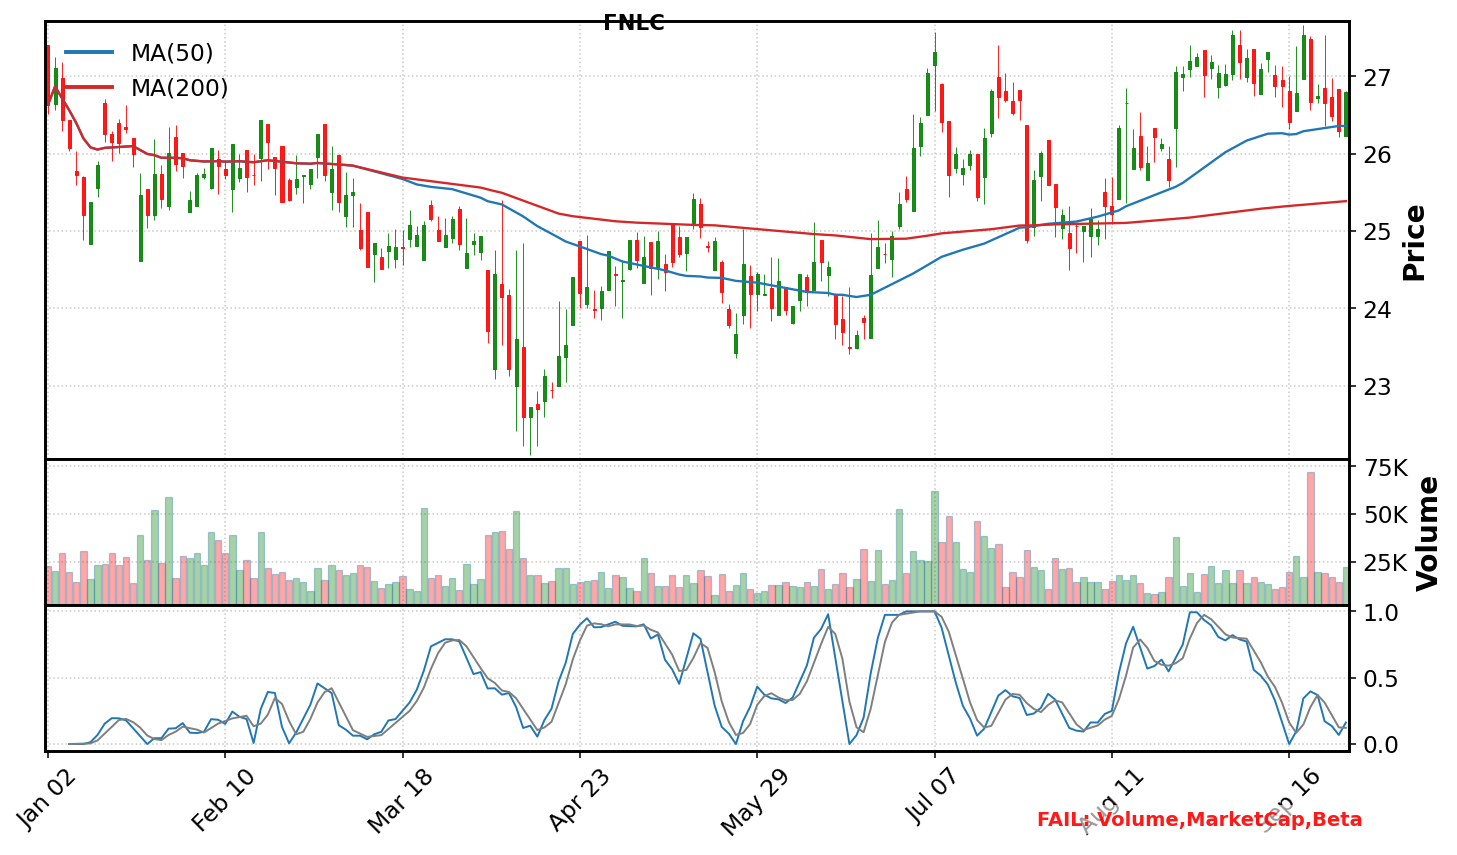 FNLC
MA(50)
MA(200)
27
26
25
24
23
Price
75K
50K
25K
Volume
1.0
0.5
0.0
Jan 02
Feb 10
Mar 18
Apr 23
May 29
Jul 07
Aug 11
Sep 16
FAIL: Volume,MarketCap,Beta